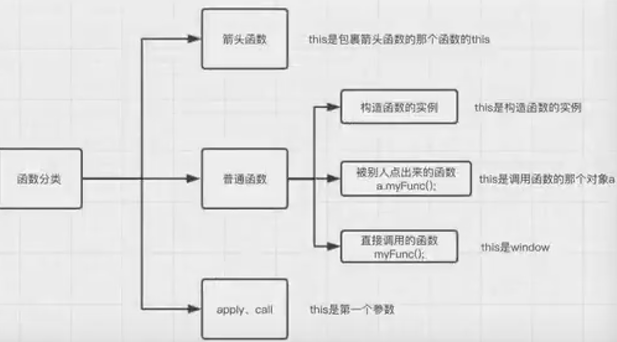 箭头函数
this是包裹箭头函数的那个函数的this
构造函数的实例
this是构造函数的实例
函数分类
普通函数
被别人点出来的函数
a.myFunc();
this是调用函数的那个对象a
直接调用的函数
myFunc();
this是window
apply、call
this是第一个参数